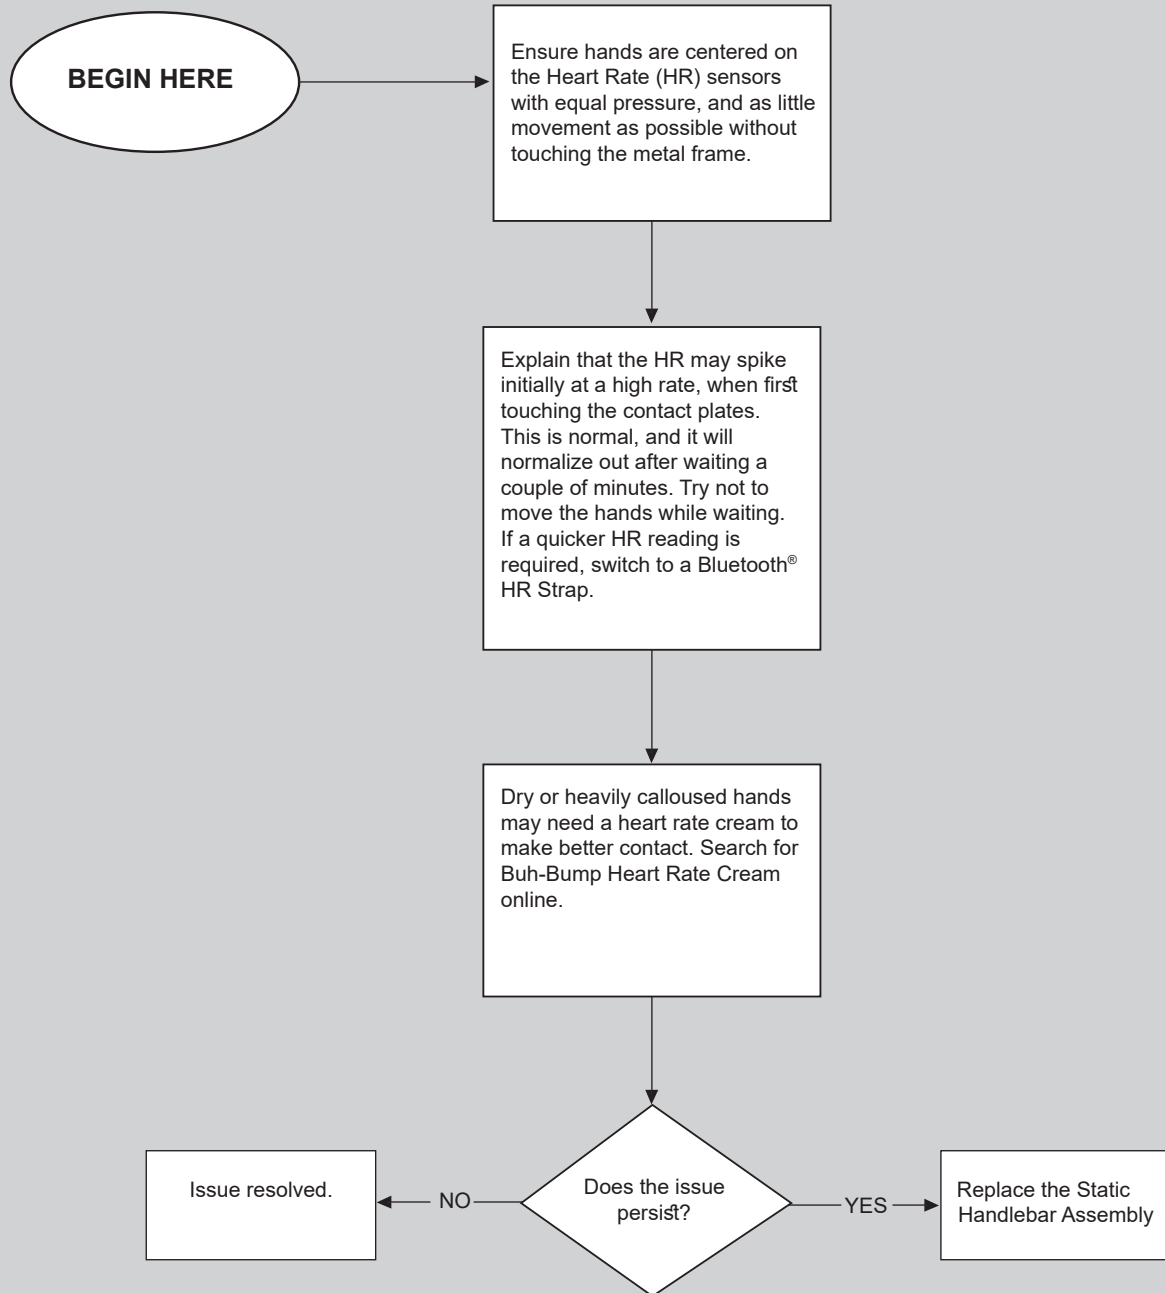 BEGIN HERE
Ensure hands are centered on
the Heart Rate (HR) sensors
with equal pressure, and as little
movement as possible without
touching the metal frame.
Explain that the HR may spike
initially at a high rate, when first
touching the contact plates.
This is normal, and it will
normalize out after waiting a
couple of minutes. Try not to
move the hands while waiting.
If a quicker HR reading is
required, switch to a Bluetooth®
HR Strap.
Dry or heavily calloused hands
may need a heart rate cream to
make better contact. Search for
Buh-Bump Heart Rate Cream
online.
Does the issue
persist?
NO
Issue resolved.
YES
Replace the Static
Handlebar Assembly